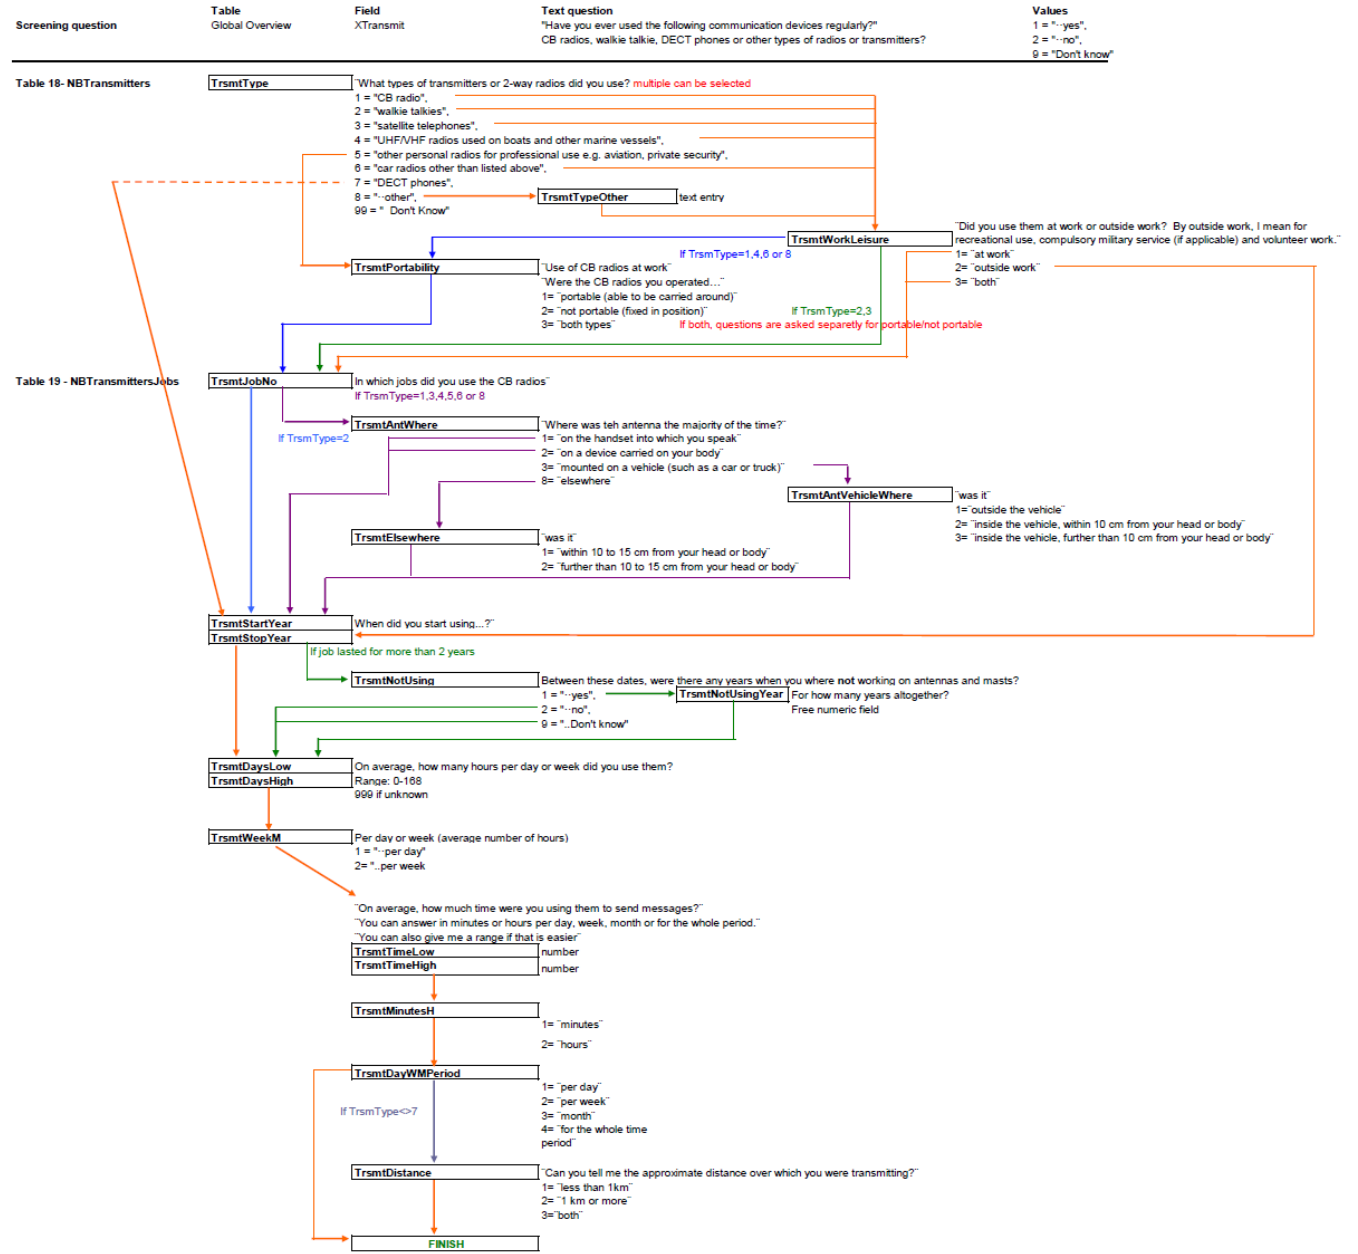 Table Field Text question Values
Screening question Global Overview XTransmit "Have you ever used the following communication devices regularly?" 1 = "··yes",
CB radios, walkie talkie, DECT phones or other types of radios or transmitters? 2 = "··no",
9 = "Don't know"
Table 18- NBTransmitters TrsmtType ¨What types of transmitters or 2-way radios did you use? multiple can be selected
1 = "CB radio",
2 = "walkie talkies",
3 = "satellite telephones",
4 = "UHF/VHF radios used on boats and other marine vessels",
5 = "other personal radios for professional use e.g. aviation, private security",
6 = "car radios other than listed above",
7 = "DECT phones",
8 = "··other", TrsmtTypeOther text entry
99 = " Don't Know"
¨Did you use them at work or outside work? By outside work, I mean for
TrsmtWorkLeisure recreational use, compulsory military service (if applicable) and volunteer work.¨
If TrsmType=1,4,6 or 8 1= ¨at work¨
TrsmtPortability ¨Use of CB radios at work¨ 2= ¨outside work¨
¨Were the CB radios you operated...¨ 3= ¨both¨
1= ¨portable (able to be carried around)¨
2= ¨not portable (fixed in position)¨ If TrsmType=2,3
3= ¨both types¨ If both, questions are asked separetly for portable/not portable
Table 19 - NBTransmittersJobs TrsmtJobNo In which jobs did you use the CB radios¨
If TrsmType=1,3,4,5,6 or 8
TrsmtAntWhere ¨Where was teh antenna the majority of the time?¨
If TrsmType=2 1= ¨on the handset into which you speak¨
2= ¨on a device carried on your body¨
3= ¨mounted on a vehicle (such as a car or truck)¨
8= ¨elsewhere¨
TrsmtAntVehicleWhere ¨was it¨
1=¨outside the vehicle¨
2= ¨inside the vehicle, within 10 cm from your head or body¨
TrsmtElsewhere ¨was it¨ 3= ¨inside the vehicle, further than 10 cm from your head or body¨
1= ¨within 10 to 15 cm from your head or body¨
2= ¨further than 10 to 15 cm from your head or body¨
TrsmtStartYear When did you start using...?¨
TrsmtStopYear
If job lasted for more than 2 years
TrsmtNotUsing Between these dates, were there any years when you where not working on antennas and masts?
1 = "··yes", TrsmtNotUsingYear For how many years altogether?
2 = "··no", Free numeric field
9 = "..Don't know"
TrsmtDaysLow On average, how many hours per day or week did you use them?
TrsmtDaysHigh Range: 0-168
999 if unknown
TrsmtWeekM Per day or week (average number of hours)
1 = "··per day"
2= "..per week
¨On average, how much time were you using them to send messages?¨
¨You can answer in minutes or hours per day, week, month or for the whole period.¨
¨You can also give me a range if that is easier¨
TrsmtTimeLow number
TrsmtTimeHigh number
TrsmtMinutesH
1= ¨minutes¨
2= ¨hours¨
TrsmtDayWMPeriod
1= ¨per day¨
2= ¨per week¨
If TrsmType<>7 3= ¨month¨
4= ¨for the whole time
period¨
TrsmtDistance ¨Can you tell me the approximate distance over which you were transmitting?¨
1= ¨less than 1km¨
2= ¨1 km or more¨
3=¨both¨
FINISH